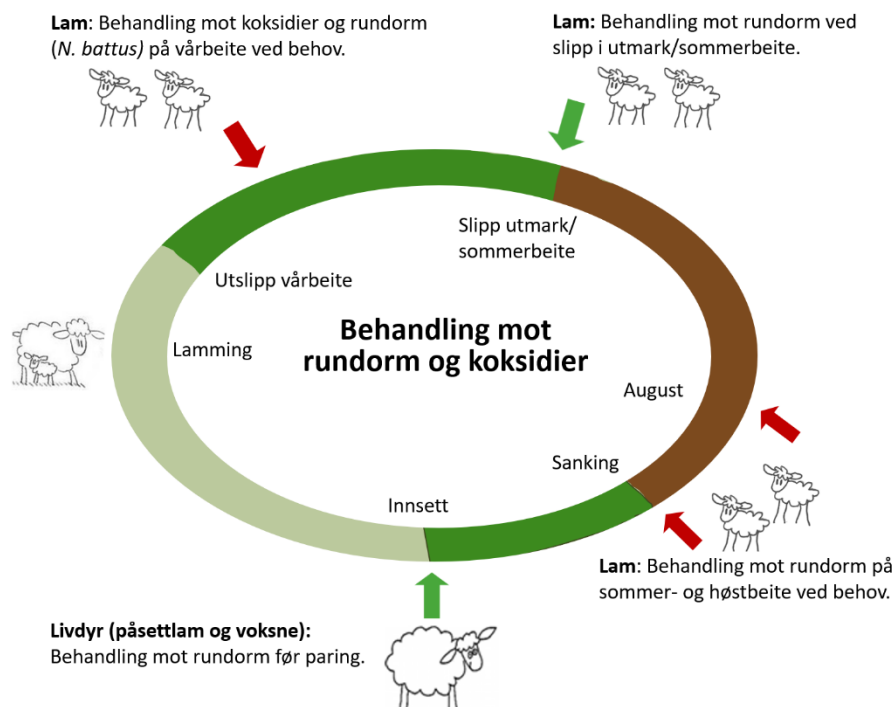 Lam: Behandling mot koksidier og rundorm
(N. battus) på vårbeite ved behov.
Lam: Behandling mot rundorm ved
slipp i utmark/sommerbeite.
Slipp utmark/
sommerbeite
Utslipp vårbeite
Lamming
Behandling mot
rundorm og koksidier
August
Sanking
Innsett
Lam: Behandling mot rundorm på
sommer- og høstbeite ved behov.
Livdyr (påsettlam og voksne):
Behandling mot rundorm før paring.